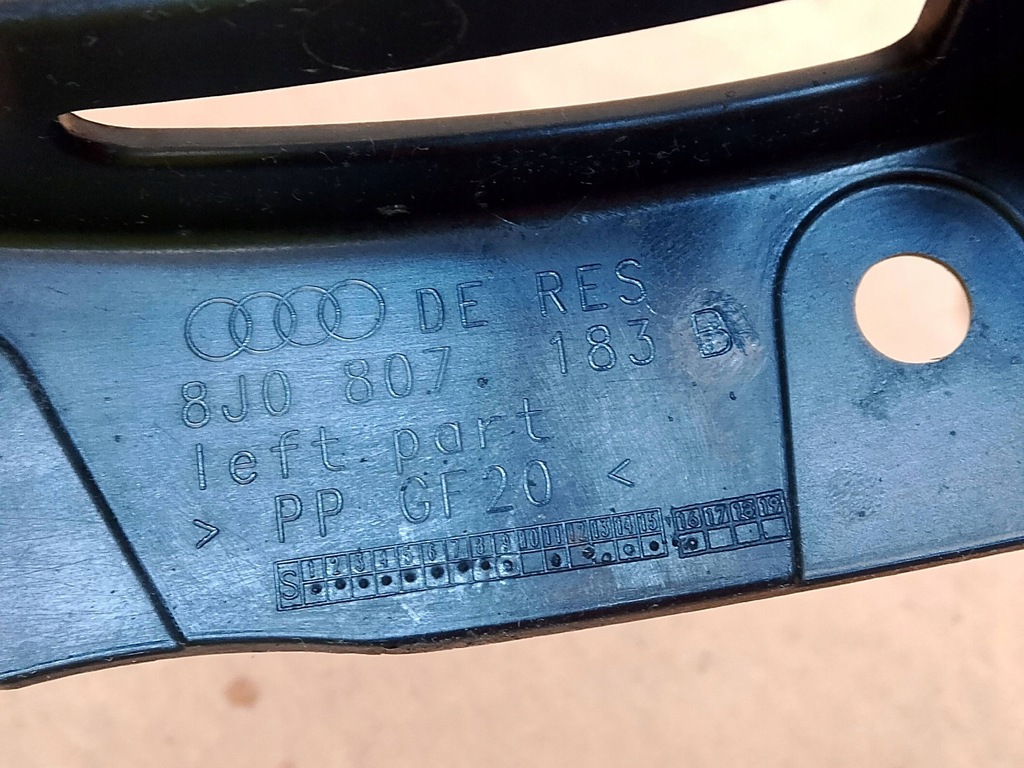 DE RES
8J0 807 183 B
left part
> PP GF20 <
S 1 2 3 4 5 6 7 8 9 10 11 12 13 14 15 16 17 18 19